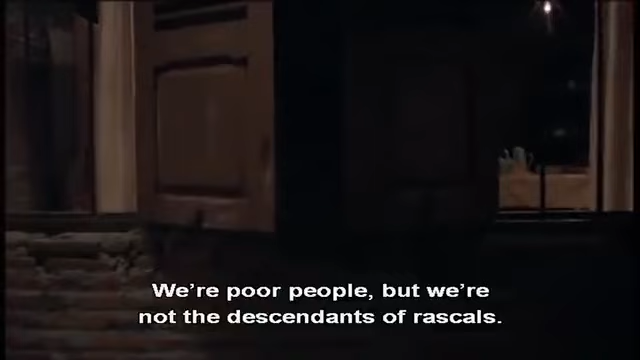 We're poor people, but we're
not the descendants of rascals.